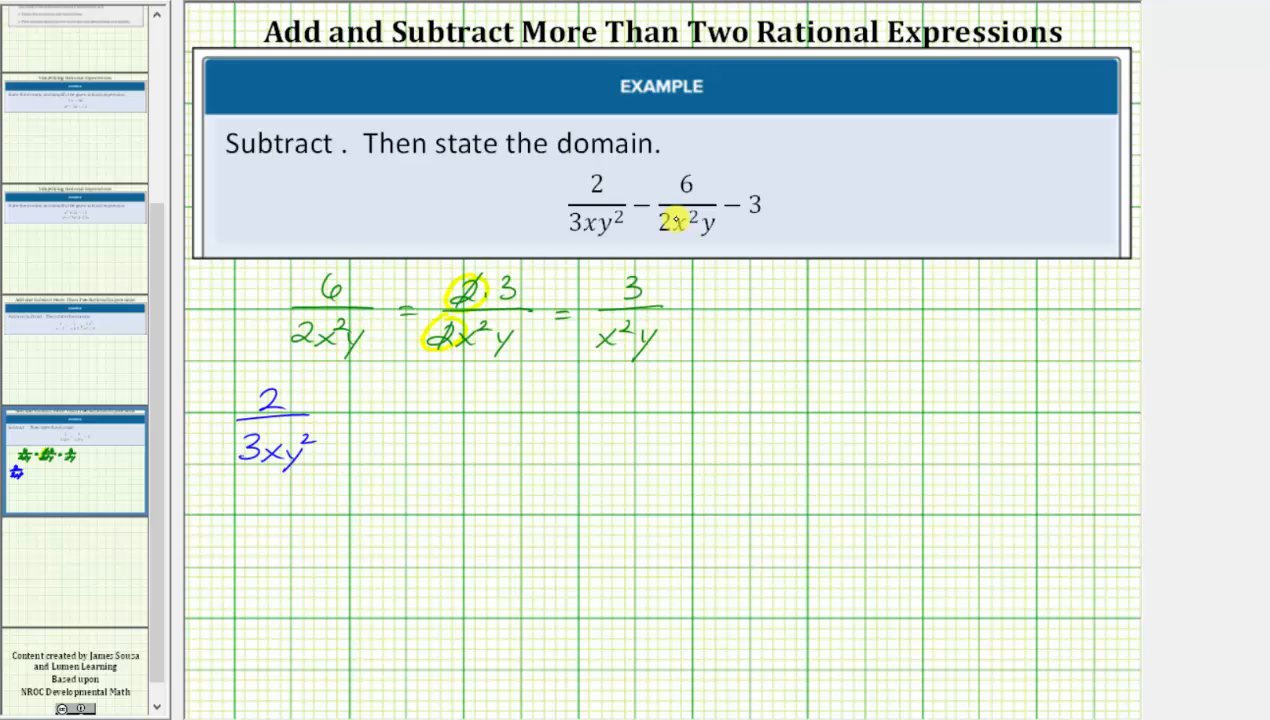 Add and Subtract More Than Two Rational Expressions
EXAMPLE
Subtract . Then state the domain.
2/(3xy²) − 6/(2x²y) − 3
6/(2x²y) = (2·3)/(2x²y) = 3/(x²y)
2/(3xy²)
Content created by James Sousa
and Lumen Learning
Based upon
NROC Developmental Math